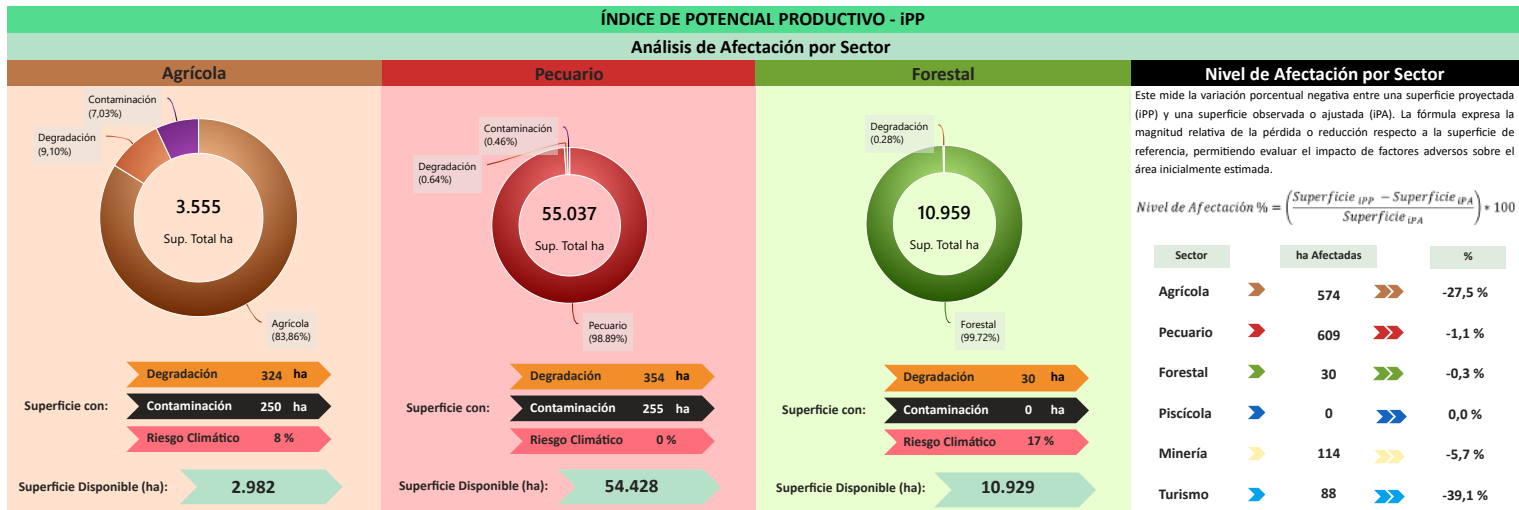 ÍNDICE DE POTENCIAL PRODUCTIVO - iPP
Análisis de Afectación por Sector
Agrícola
Contaminación
(7,03%)
Degradación
(9,10%)
3.555
Sup. Total ha
Agrícola
(83,86%)
Superficie con:
Degradación 324 ha
Contaminación 250 ha
Riesgo Climático 8 %
Superficie Disponible (ha): 2.982
Pecuario
Contaminación
(0.46%)
Degradación
(0.64%)
55.037
Sup. Total ha
Pecuario
(98.89%)
Superficie con:
Degradación 354 ha
Contaminación 255 ha
Riesgo Climático 0 %
Superficie Disponible (ha): 54.428
Forestal
Degradación
(0.28%)
10.959
Sup. Total ha
Forestal
(99.72%)
Superficie con:
Degradación 30 ha
Contaminación 0 ha
Riesgo Climático 17 %
Superficie Disponible (ha): 10.929
Nivel de Afectación por Sector
Este mide la variación porcentual negativa entre una superficie proyectada
(iPP) y una superficie observada o ajustada (iPA). La fórmula expresa la
magnitud relativa de la pérdida o reducción respecto a la superficie de
referencia, permitiendo evaluar el impacto de factores adversos sobre el
área inicialmente estimada.
Nivel de Afectación % = ((Superficie iPP − Superficie iPA) / Superficie iPA) * 100
Sector ha Afectadas %
Agrícola 574 -27,5 %
Pecuario 609 -1,1 %
Forestal 30 -0,3 %
Piscícola 0 0,0 %
Minería 114 -5,7 %
Turismo 88 -39,1 %